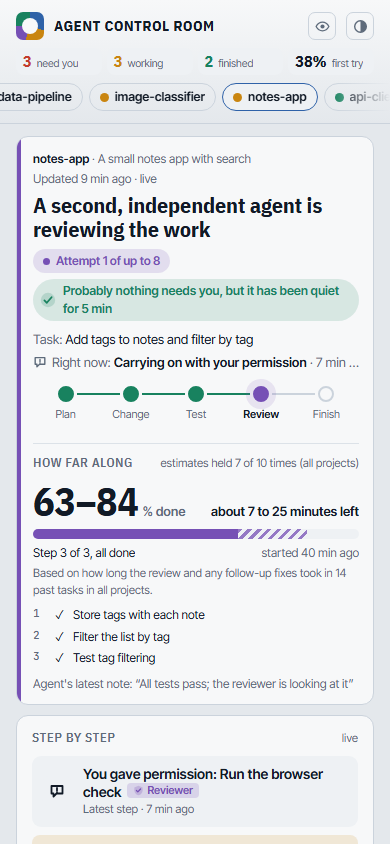 AGENT CONTROL ROOM
3 need you 3 working 2 finished 38% first try
data-pipeline image-classifier notes-app api-clie
notes-app · A small notes app with search
Updated 9 min ago · live
A second, independent agent is
reviewing the work
Attempt 1 of up to 8
Probably nothing needs you, but it has been quiet
for 5 min
Task: Add tags to notes and filter by tag
Right now: Carrying on with your permission · 7 min ...
Plan Change Test Review Finish
HOW FAR ALONG estimates held 7 of 10 times (all projects)
63–84 % done about 7 to 25 minutes left
Step 3 of 3, all done started 40 min ago
Based on how long the review and any follow-up fixes took in 14
past tasks in all projects.
1 ✓ Store tags with each note
2 ✓ Filter the list by tag
3 ✓ Test tag filtering
Agent's latest note: “All tests pass; the reviewer is looking at it”
STEP BY STEP live
You gave permission: Run the browser
check Reviewer
Latest step · 7 min ago